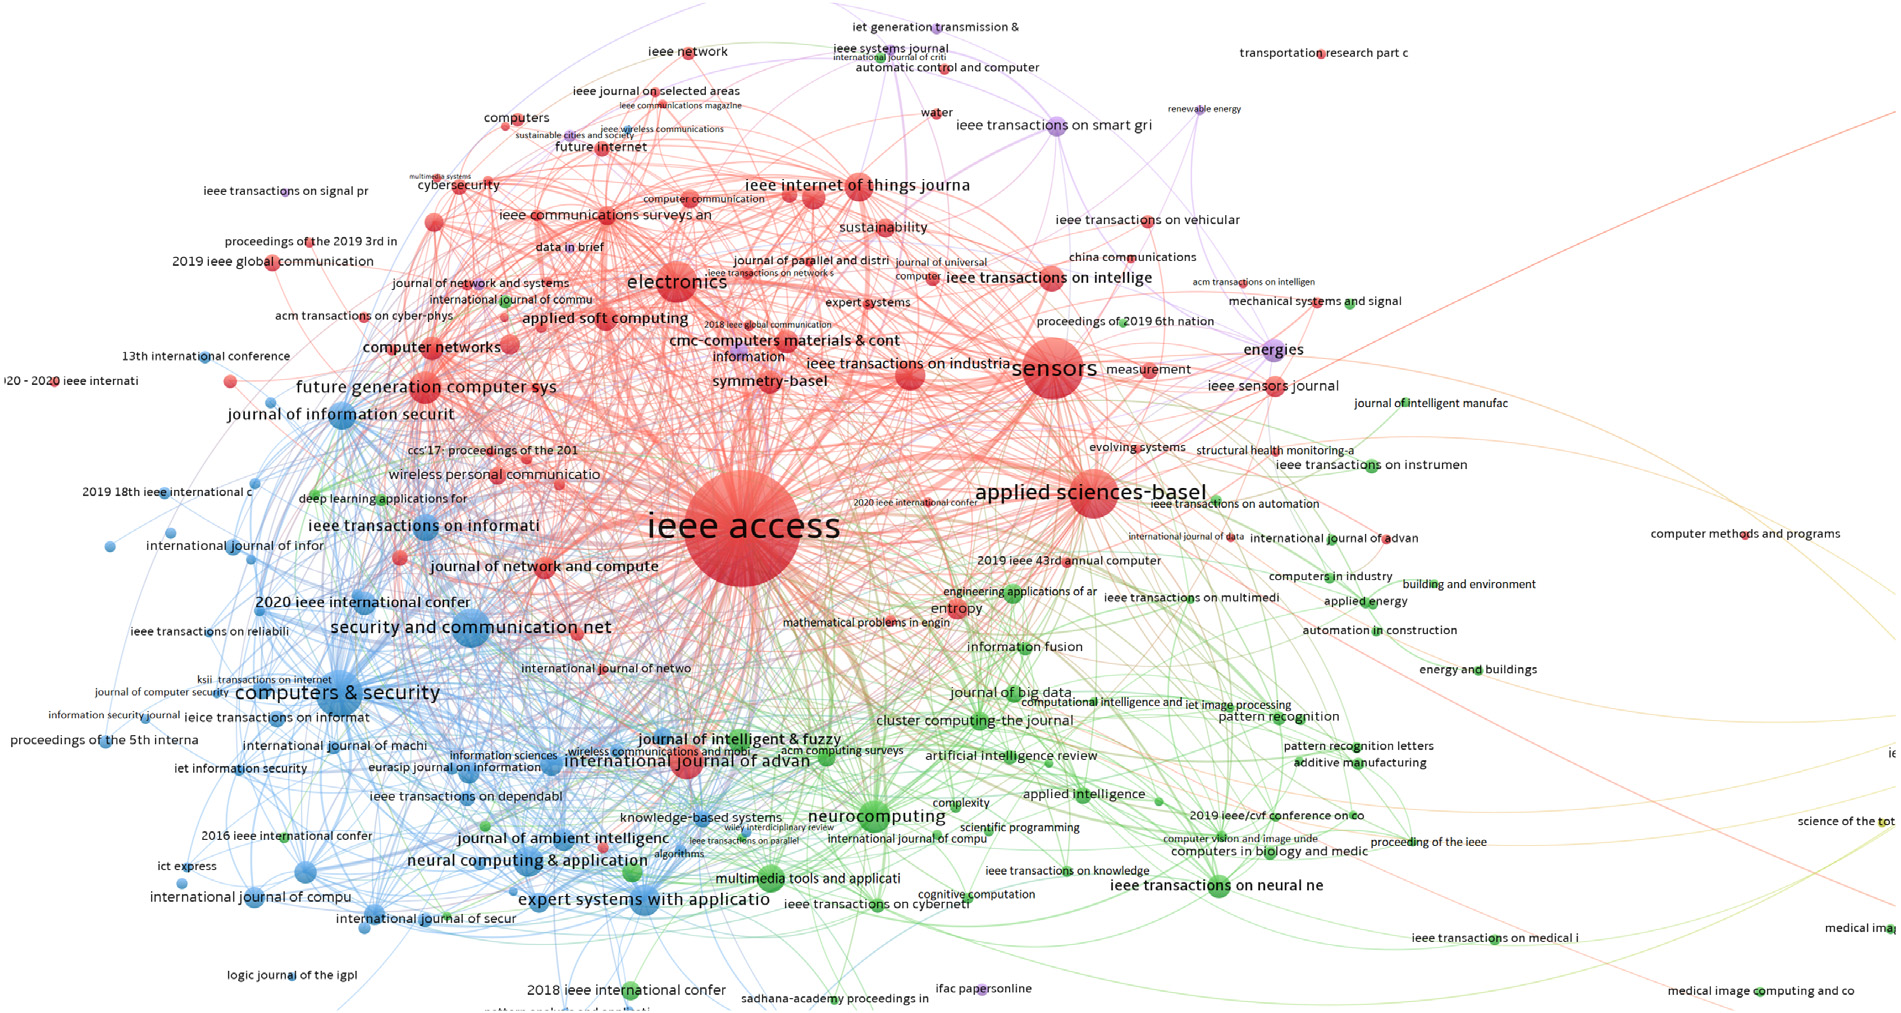 iet generation transmission &
ieee systems journal
international journal of criti
automatic control and computer
ieee network
transportation research part c
ieee journal on selected areas
ieee communications magazine
renewable energy
water
computers
ieee wireless communications
sustainable cities and society
ieee transactions on smart gri
future internet
multimedia systems
cybersecurity
ieee internet of things journa
ieee transactions on signal pr
computer communication
ieee communications surveys an
ieee transactions on vehicular
sustainability
proceedings of the 2019 3rd in
data in brief
2019 ieee global communication
journal of parallel and distri
journal of universal
china communications
ieee transactions on network s
computer
ieee transactions on intellige
electronics
journal of network and systems
acm transactions on intelligen
international journal of commu
expert systems
mechanical systems and signal
acm transactions on cyber-phys
applied soft computing
2018 ieee global communication
proceedings of 2019 6th nation
cmc-computers materials & cont
computer networks
energies
13th international conference
information
ieee transactions on industria
sensors
measurement
020 - 2020 ieee internati
symmetry-basel
future generation computer sys
ieee sensors journal
journal of intelligent manufac
journal of information securit
ccs'17: proceedings of the 201
evolving systems
structural health monitoring-a
ieee transactions on instrumen
wireless personal communicatio
2019 18th ieee international c
deep learning applications for
applied sciences-basel
2020 ieee international confer
ieee transactions on automation
ieee transactions on informati
ieee access
computer methods and programs
international journal of data
international journal of advan
international journal of infor
journal of network and compute
2019 ieee 43rd annual computer
computers in industry
building and environment
engineering applications of ar
ieee transactions on multimedi
applied energy
2020 ieee international confer
entropy
mathematical problems in engin
security and communication net
ieee transactions on reliabili
automation in construction
information fusion
international journal of netwo
energy and buildings
ksii transactions on internet
journal of computer security
computers & security
journal of big data
computational intelligence and
iet image processing
information security journal
ieice transactions on informat
cluster computing-the journal
pattern recognition
proceedings of the 5th interna
international journal of machi
journal of intelligent & fuzzy
information sciences
wireless communications and mobi
acm computing surveys
artificial intelligence review
pattern recognition letters
iet information security
eurasip journal on information
international journal of advan
additive manufacturing
ieee transactions on dependabl
applied intelligence
complexity
knowledge-based systems
neurocomputing
2019 ieee/cvf conference on co
science of the tot
wiley interdiciplinary review
scientific programming
2016 ieee international confer
journal of ambient intelligenc
ieee transactions on parallel
international journal of compu
computer vision and image unde
proceeding of the ieee
algorithms
computers in biology and medic
neural computing & application
ict express
ieee transactions on knowledge
multimedia tools and applicati
ieee transactions on neural ne
international journal of compu
expert systems with applicatio
cognitive computation
ieee transactions on cyberneti
international journal of secur
medical imag
ieee transactions on medical i
logic journal of the igpl
2018 ieee international confer
ifac papersonline
sadhana-academy proceedings in
medical image computing and co